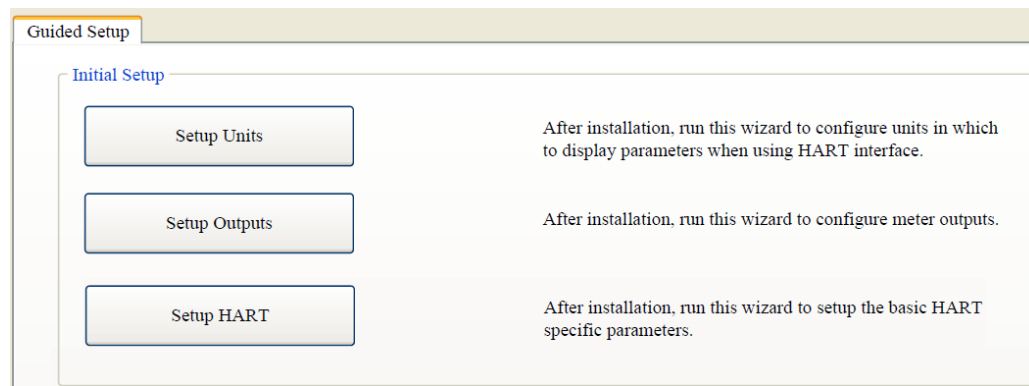 Guided Setup
Initial Setup
Setup Units
After installation, run this wizard to configure units in which
to display parameters when using HART interface.
Setup Outputs
After installation, run this wizard to configure meter outputs.
Setup HART
After installation, run this wizard to setup the basic HART
specific parameters.